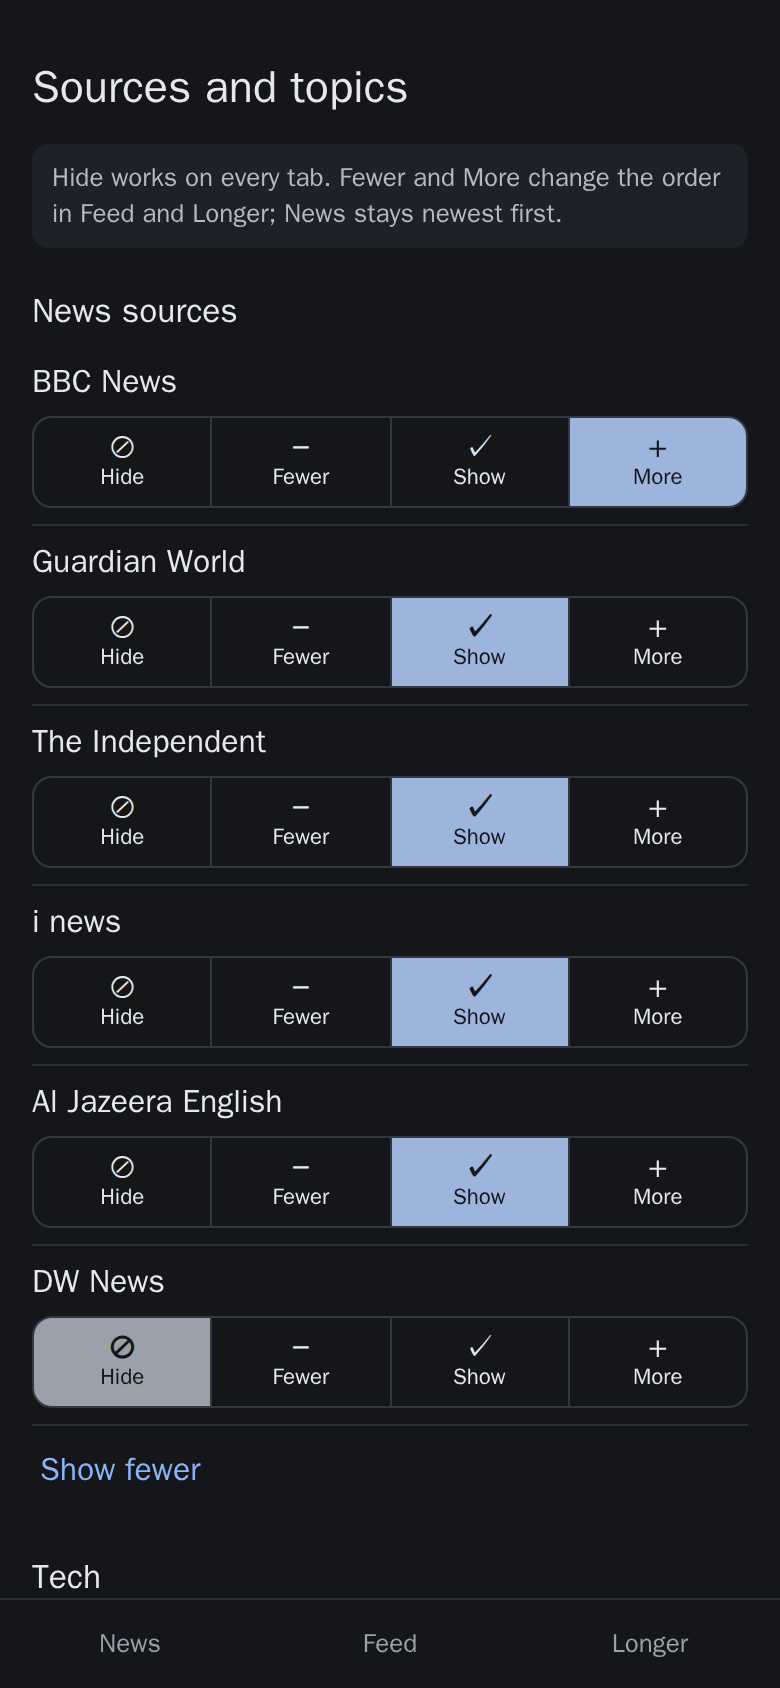 Sources and topics
Hide works on every tab. Fewer and More change the order
in Feed and Longer; News stays newest first.
News sources
BBC News
Hide Fewer Show More
Guardian World
Hide Fewer Show More
The Independent
Hide Fewer Show More
i news
Hide Fewer Show More
Al Jazeera English
Hide Fewer Show More
DW News
Hide Fewer Show More
Show fewer
Tech
News Feed Longer